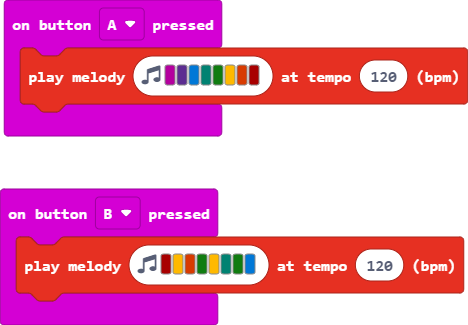 on button A pressed
play melody at tempo 120 (bpm)
on button B pressed
play melody at tempo 120 (bpm)